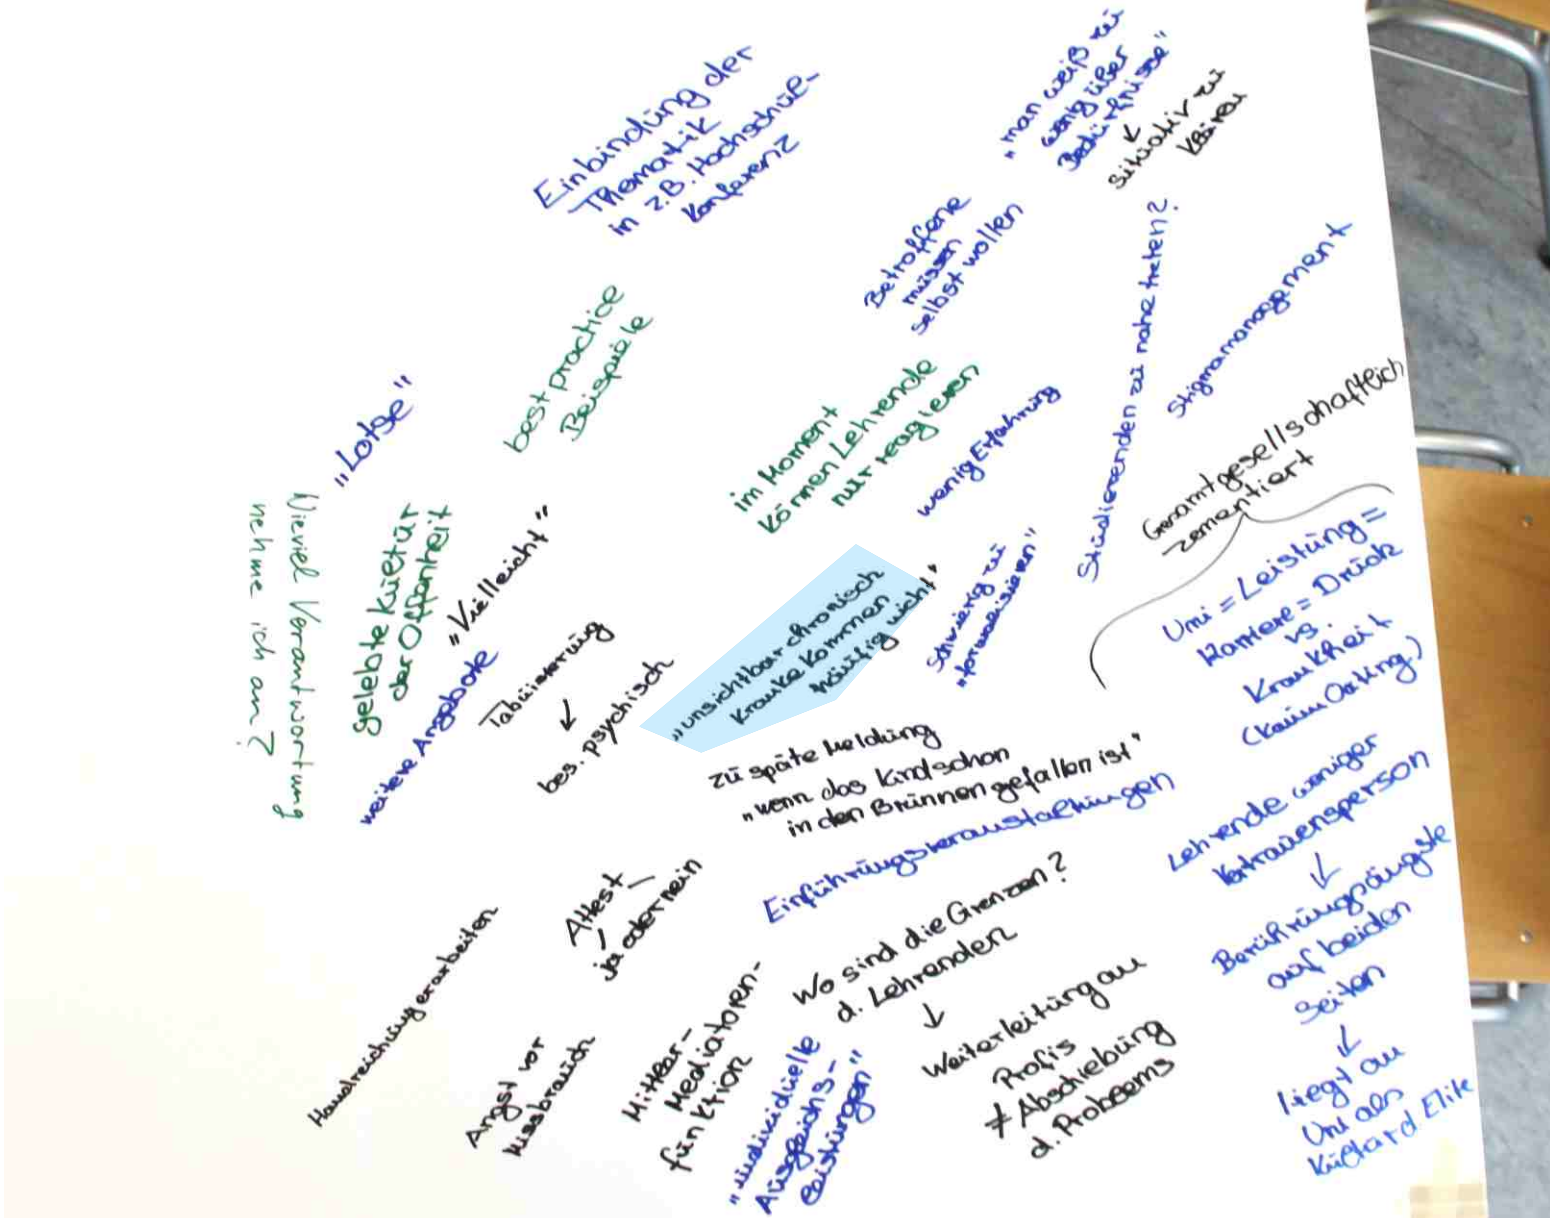 Einbindung der
Thematik
in z.B. Hochschul-
konferenz
„man weiß zu
wenig über
Bedürfnisse"
↙
situativ zu
klären
Betroffene
müssen
selbst wollen
Studierenden zu nahe treten?
Stigmamanagement
best practice
Beispiele
„Lotse"
im Moment
können Lehrende
nur reagieren
wenig Erfahrung
Gesamtgesellschaftlich
zementiert
Uni = Leistung =
Karriere = Druck
vs.
Krankheit
(kaum Outing)
Wieviel Verantwortung
nehme ich an?
gelebte Kultur
der Offenheit
„Vielleicht"
weitere Angebote
Tabuisierung
↙
bes. psychisch
„unsichtbar chronisch
Kranke kommen
häufig nicht"
Schwierig zu
„formalisieren"
zu späte Meldung
„wenn das Kind schon
in den Brunnen gefallen ist"
Einführungsveranstaltungen
Lehrende weniger
Vertrauensperson
↓
Berührungsängste
auf beiden
Seiten
↓
liegt an
Uni als
Elite
Attest
ja oder nein
Handreichung erarbeiten
Angst vor
Missbrauch
Mittler-
Mediatoren-
funktion
Wo sind die Grenzen?
d. Lehrenden
↓
Weiterleitung an
Profis
≠ Abschiebung
d. Problems
„individuelle
Ausgleichs-
leistungen"